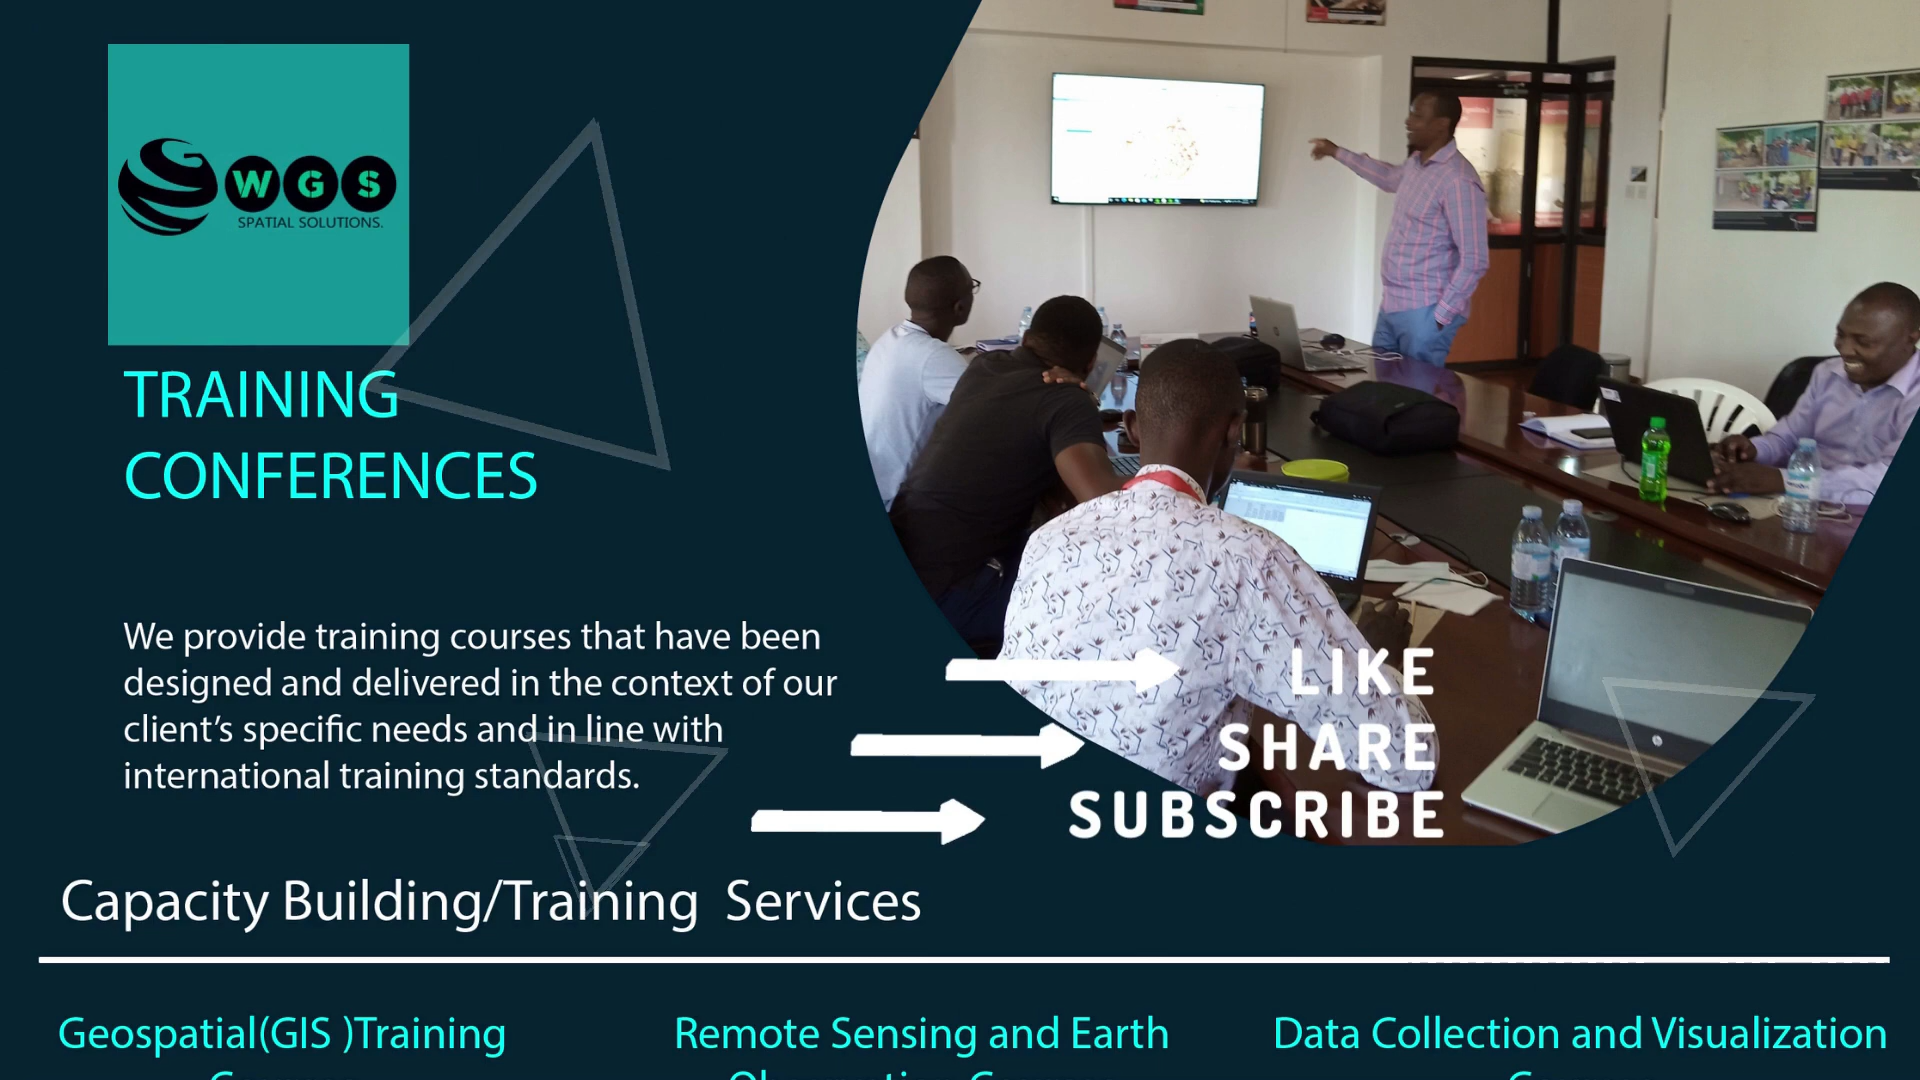 WGS
SPATIAL SOLUTIONS.
TRAINING
CONFERENCES
We provide training courses that have been
designed and delivered in the context of our
client’s specific needs and in line with
international training standards.
LIKE
SHARE
SUBSCRIBE
Capacity Building/Training Services
Geospatial(GIS )Training
Remote Sensing and Earth
Data Collection and Visualization